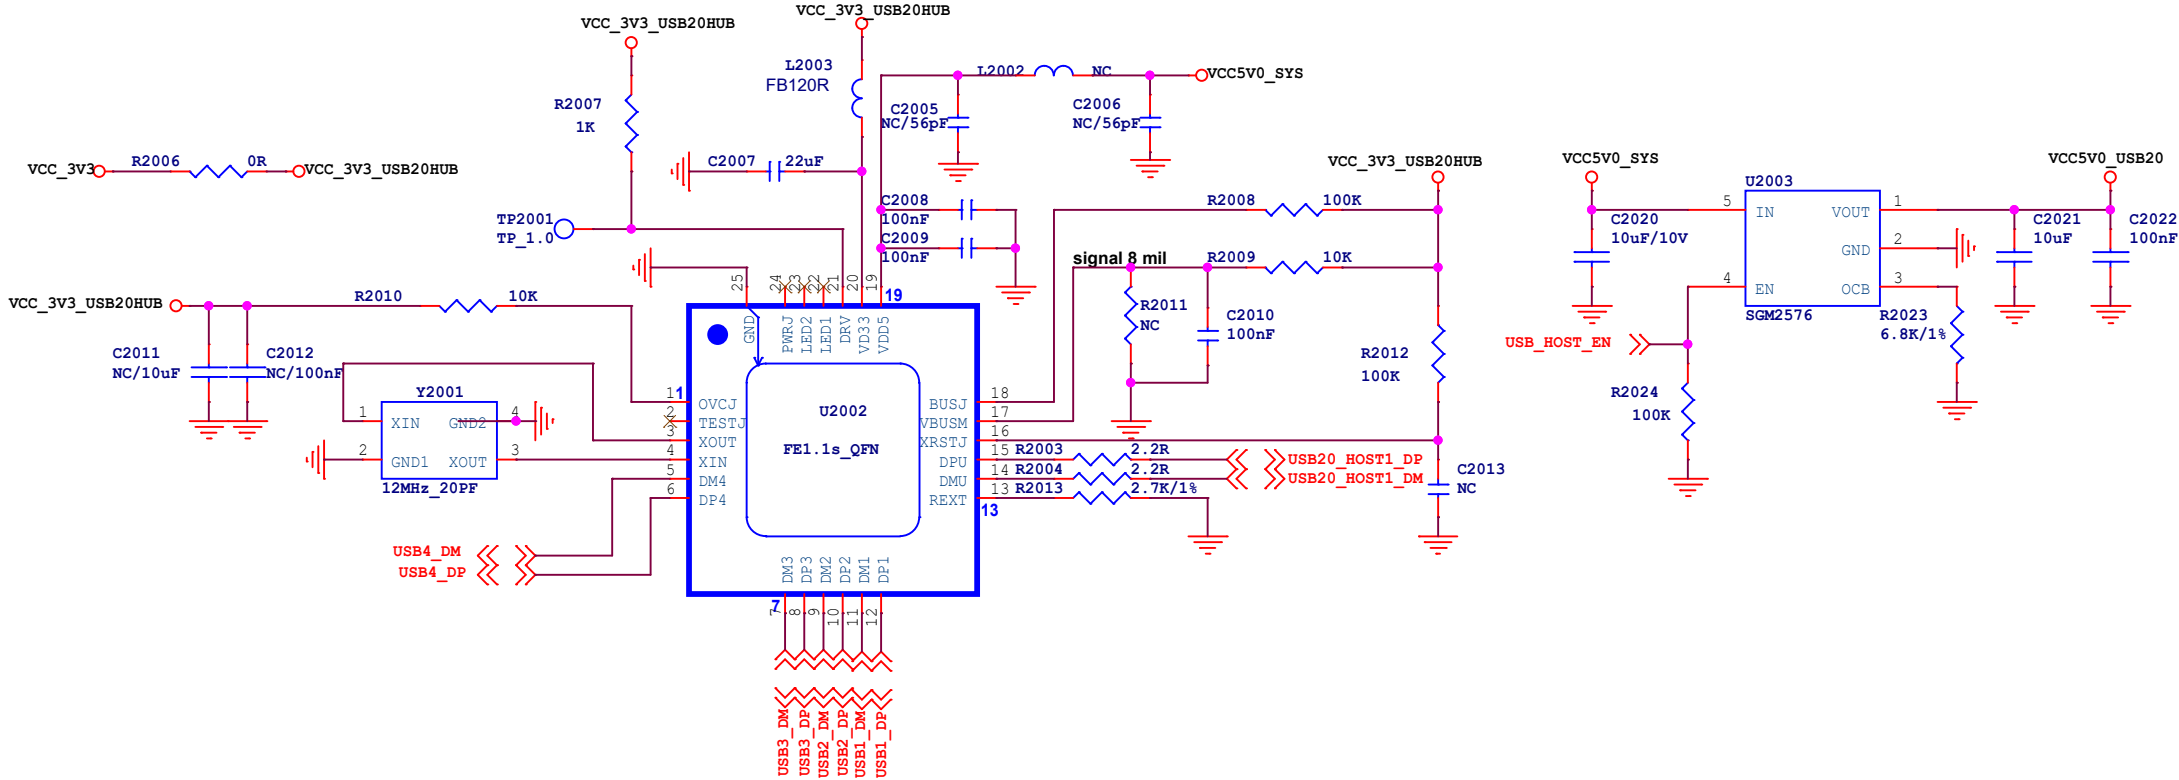 VCC_3V3_USB20HUB
VCC_3V3_USB20HUB
L2003
FB120R
R2007
1K
L2002
NC
VCC5V0_SYS
C2005
NC/56pF
C2006
NC/56pF
VCC_3V3
R2006
0R
VCC_3V3_USB20HUB
C2007
22uF
TP2001
TP_1.0
C2008
100nF
C2009
100nF
VCC_3V3_USB20HUB
R2008
100K
signal 8 mil
R2009
10K
R2011
NC
C2010
100nF
R2012
100K
VCC_3V3_USB20HUB
R2010
10K
C2011
NC/10uF
C2012
NC/100nF
Y2001
1
XIN
GND2
4
2
GND1
XOUT
3
12MHz_20PF
25
24
23
22
21
20
19
19
GND
PWRJ
LED2
LED1
DRV
VD33
VDD5
1
1
OVCJ
2
TESTJ
3
XOUT
4
XIN
5
DM4
6
DP4
U2002
FE1.1s_QFN
BUSJ
18
VBUSM
17
XRSTJ
16
DPU
15
R2003
2.2R
USB20_HOST1_DP
DMU
14
R2004
2.2R
USB20_HOST1_DM
REXT
13
R2013
2.7K/1%
13
C2013
NC
USB4_DM
USB4_DP
DM3
DP3
DM2
DP2
DM1
DP1
7
7
8
9
10
11
12
USB3_DM
USB3_DP
USB2_DM
USB2_DP
USB1_DM
USB1_DP
VCC5V0_SYS
VCC5V0_USB20
U2003
5
IN
VOUT
1
GND
2
4
EN
OCB
3
SGM2576
C2020
10uF/10V
C2021
10uF
C2022
100nF
R2023
6.8K/1%
USB_HOST_EN
R2024
100K